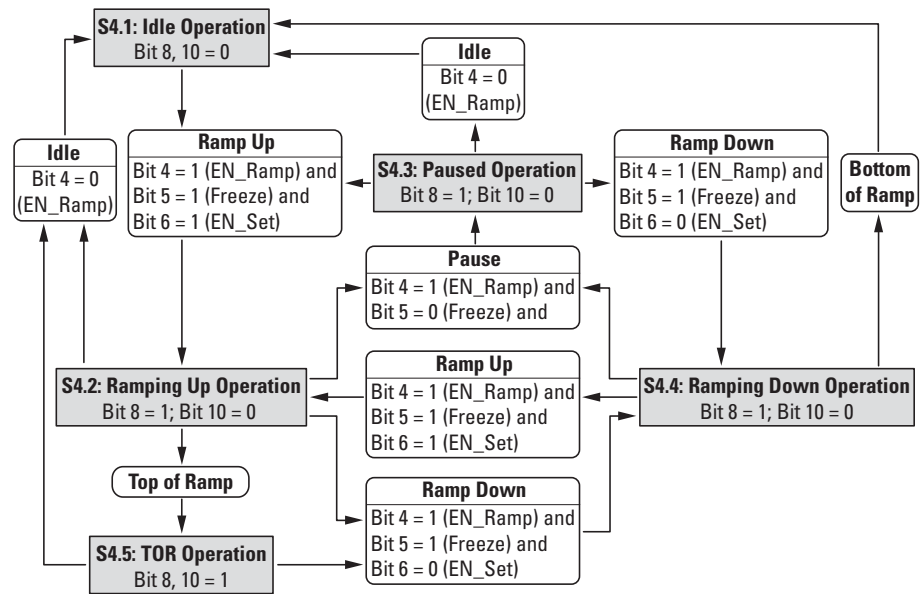 S4.1: Idle Operation
Bit 8, 10 = 0
Idle
Bit 4 = 0
(EN_Ramp)
Idle
Bit 4 = 0
(EN_Ramp)
Ramp Up
Bit 4 = 1 (EN_Ramp) and
Bit 5 = 1 (Freeze) and
Bit 6 = 1 (EN_Set)
S4.3: Paused Operation
Bit 8 = 1; Bit 10 = 0
Ramp Down
Bit 4 = 1 (EN_Ramp) and
Bit 5 = 1 (Freeze) and
Bit 6 = 0 (EN_Set)
Bottom
of Ramp
Pause
Bit 4 = 1 (EN_Ramp) and
Bit 5 = 0 (Freeze) and
S4.2: Ramping Up Operation
Bit 8 = 1; Bit 10 = 0
Ramp Up
Bit 4 = 1 (EN_Ramp) and
Bit 5 = 1 (Freeze) and
Bit 6 = 1 (EN_Set)
S4.4: Ramping Down Operation
Bit 8 = 1; Bit 10 = 0
Top of Ramp
Ramp Down
Bit 4 = 1 (EN_Ramp) and
Bit 5 = 1 (Freeze) and
Bit 6 = 0 (EN_Set)
S4.5: TOR Operation
Bit 8, 10 = 1